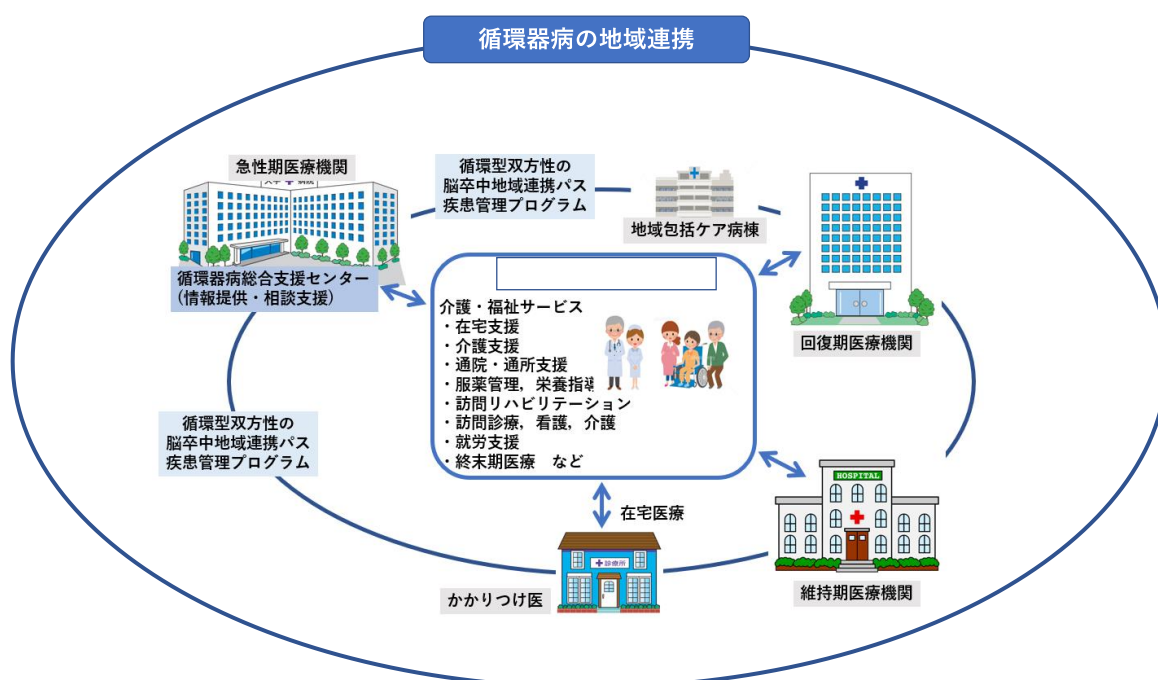 循環器病の地域連携
急性期医療機関
循環型双方性の
脳卒中地域連携パス
疾患管理プログラム
地域包括ケア病棟
循環器病総合支援センター
(情報提供・相談支援)
回復期医療機関
介護・福祉サービス
・在宅支援
・介護支援
・通院・通所支援
・服薬管理，栄養指導
・訪問リハビリテーション
・訪問診療，看護，介護
・就労支援
・終末期医療　など
循環型双方性の
脳卒中地域連携パス
疾患管理プログラム
HOSPITAL
維持期医療機関
在宅医療
診療所
かかりつけ医